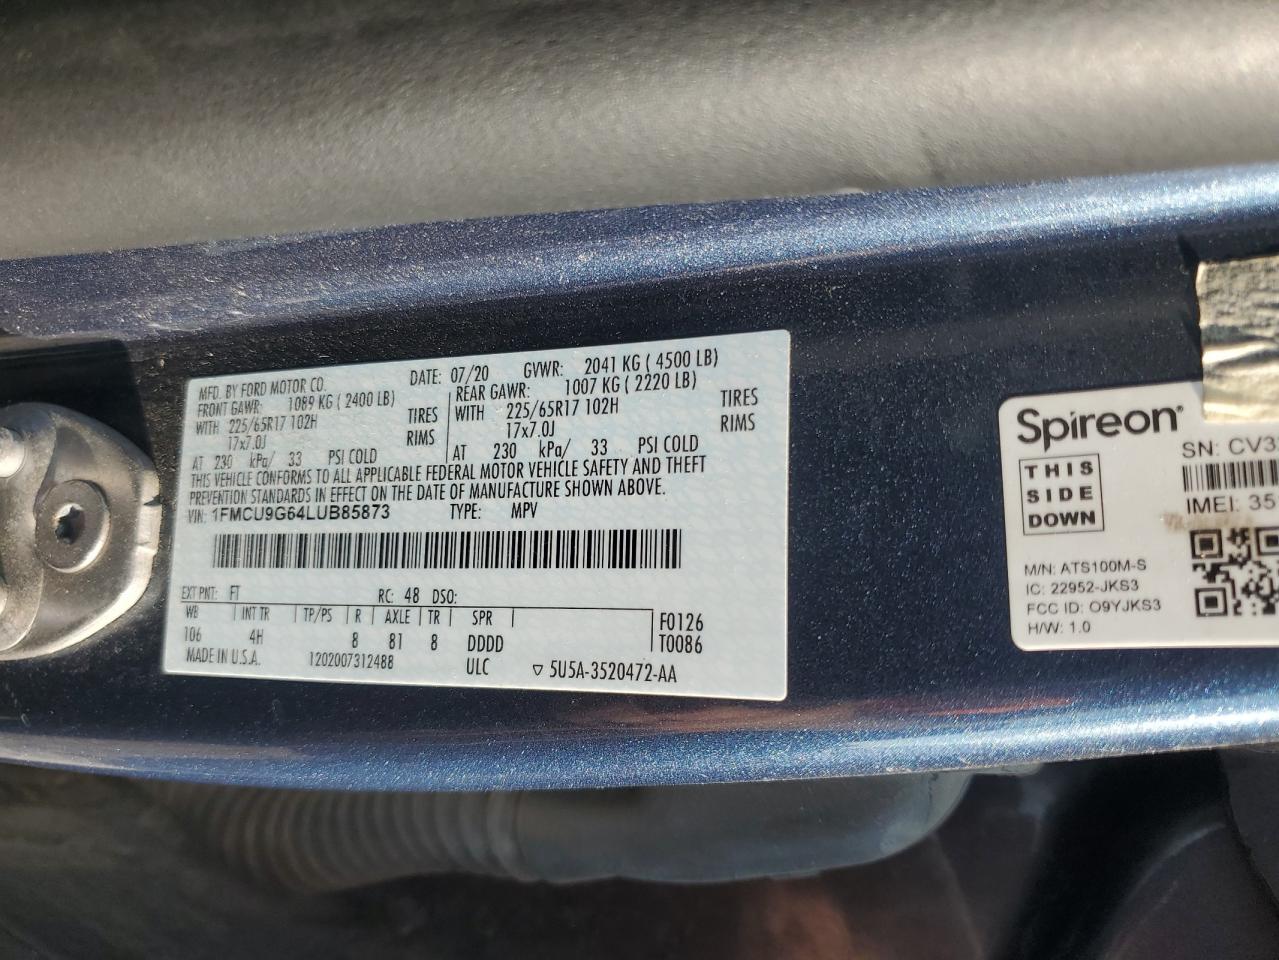 MFD. BY FORD MOTOR CO.
DATE: 07/20 GVWR: 2041 KG ( 4500 LB)
FRONT GAWR: 1089 KG ( 2400 LB) REAR GAWR: 1007 KG ( 2220 LB)
WITH 225/65R17 102H TIRES WITH 225/65R17 102H TIRES
17x7.0J RIMS 17x7.0J RIMS
AT 230 kPa/ 33 PSI COLD AT 230 kPa/ 33 PSI COLD
THIS VEHICLE CONFORMS TO ALL APPLICABLE FEDERAL MOTOR VEHICLE SAFETY AND THEFT
PREVENTION STANDARDS IN EFFECT ON THE DATE OF MANUFACTURE SHOWN ABOVE.
VIN: 1FMCU9G64LUB85873 TYPE: MPV
EXT PNT: FT RC: 48 DSO:
WB INT TR TP/PS R AXLE TR SPR F0126
106 4H 8 81 8 DDDD T0086
MADE IN U.S.A. 1202007312488 ULC ▽ 5U5A-3520472-AA
Spireon®
SN: CV3
THIS
SIDE
DOWN
IMEI: 35
M/N: ATS100M-S
IC: 22952-JKS3
FCC ID: O9YJKS3
H/W: 1.0